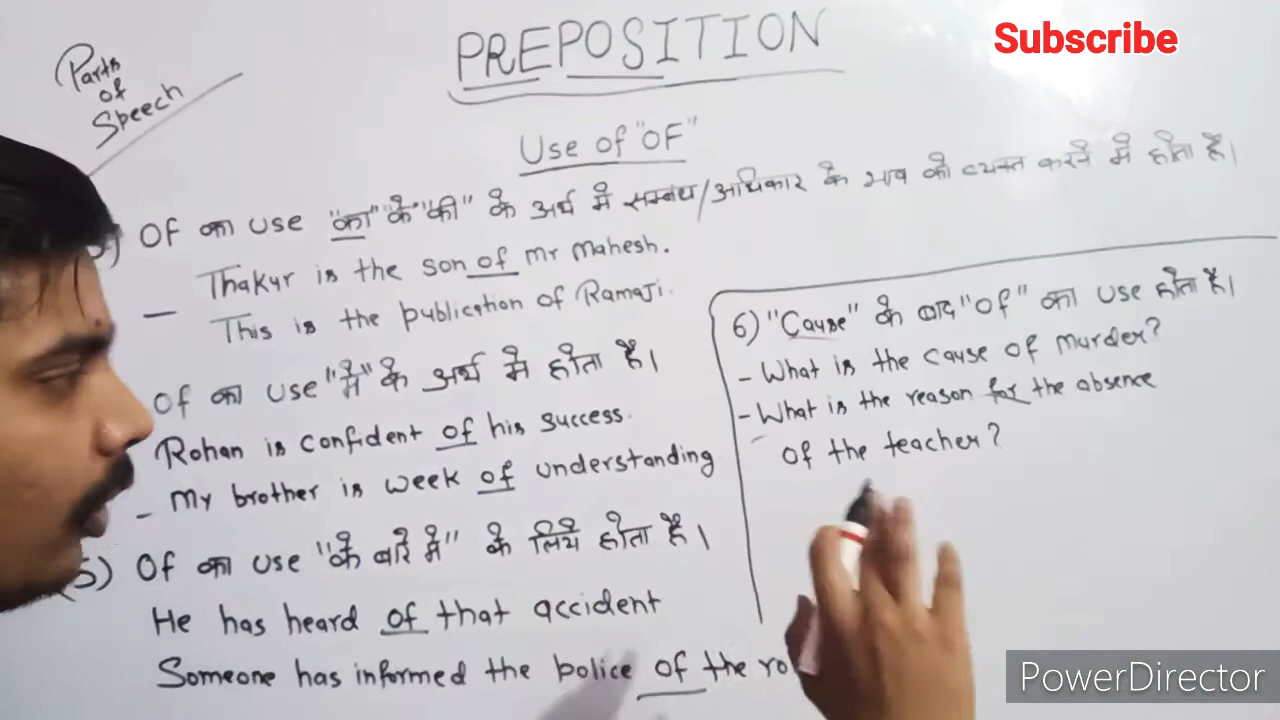 Parts
of
Speech
PREPOSITION
Subscribe
Use of "OF"
) Of का use "का" "के" "की" के अर्थ मे सम्बंध/अधिकार के भाव को व्यक्त करने मे होता है।
Thakur is the son of mr mahesh.
- This is the publication of Ramaji.
Of का use "मे" के अर्थ मे होता है।
Rohan is confident of his success.
- My brother is week of understanding
5) Of का use "के बारे मे" के लिये होता है।
He has heard of that accident
Someone has informed the police of the ro
6) "Cause" के बाद "of" का use होता है।
- What is the cause of murder?
- What is the reason for the absence
of the teacher?
PowerDirector